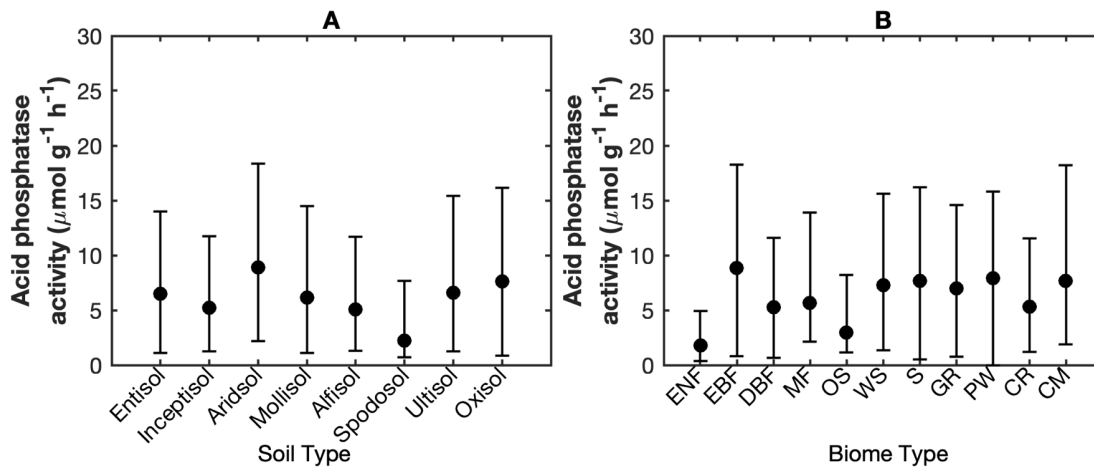 A
30
25
20
15
10
5
0
Acid phosphatase
activity (μmol g⁻¹ h⁻¹)
Entisol
Inceptisol
Aridsol
Mollisol
Alfisol
Spodosol
Ultisol
Oxisol
Soil Type
B
30
25
20
15
10
5
0
Acid phosphatase
activity (μmol g⁻¹ h⁻¹)
ENF
EBF
DBF
MF
OS
WS
S
GR
PW
CR
CM
Biome Type